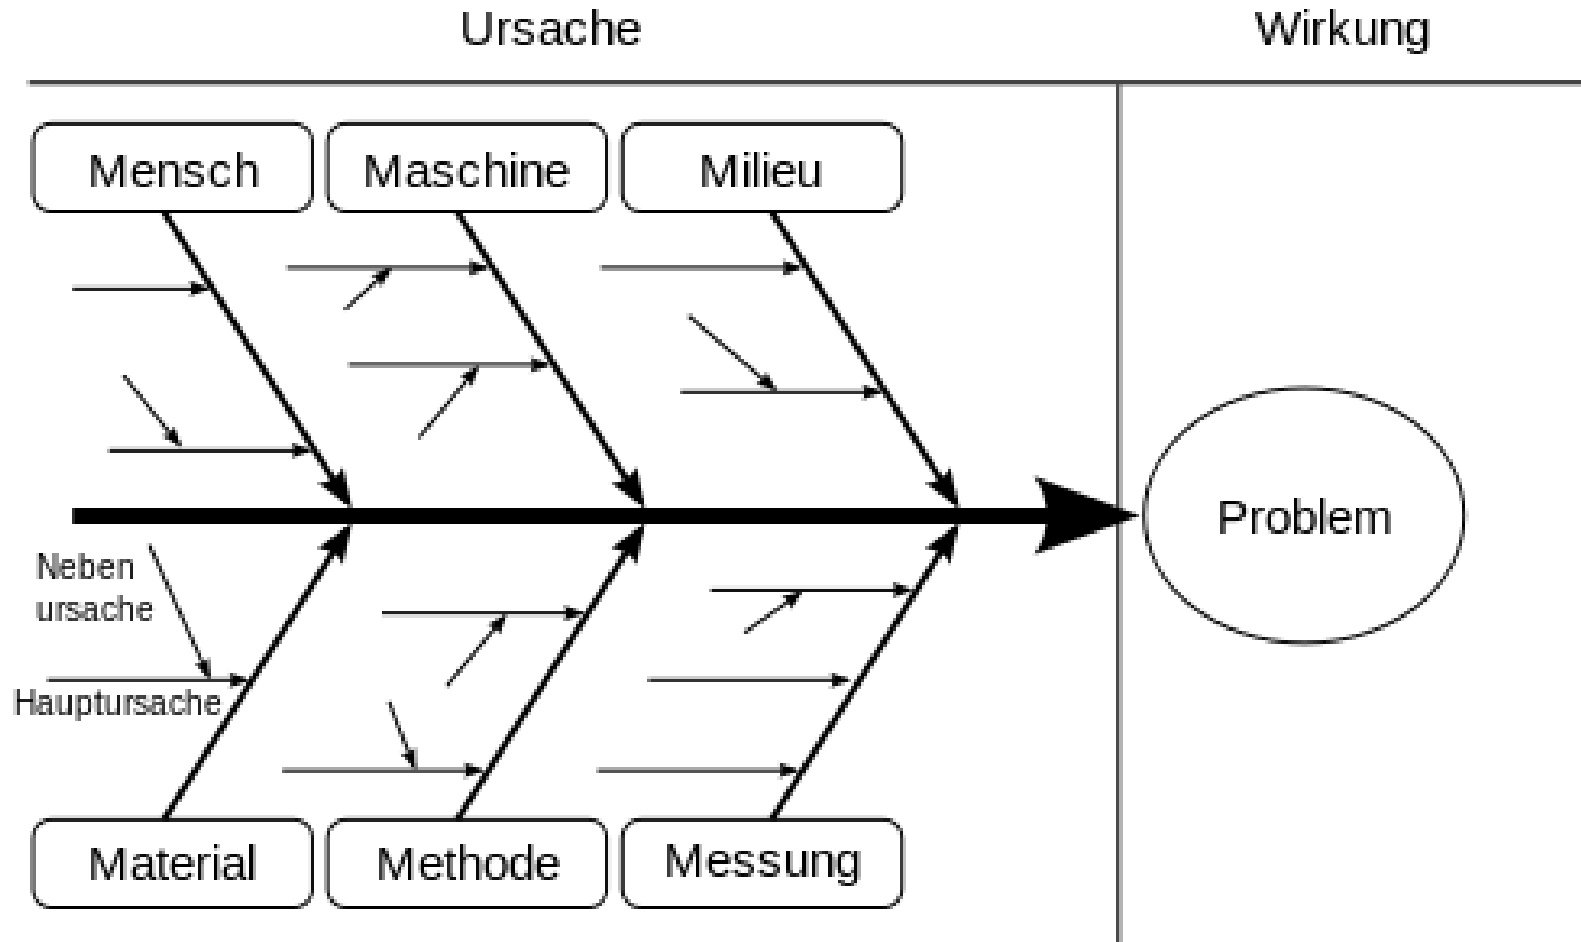 Ursache
Wirkung
Mensch
Maschine
Milieu
Problem
Neben
ursache
Hauptursache
Material
Methode
Messung